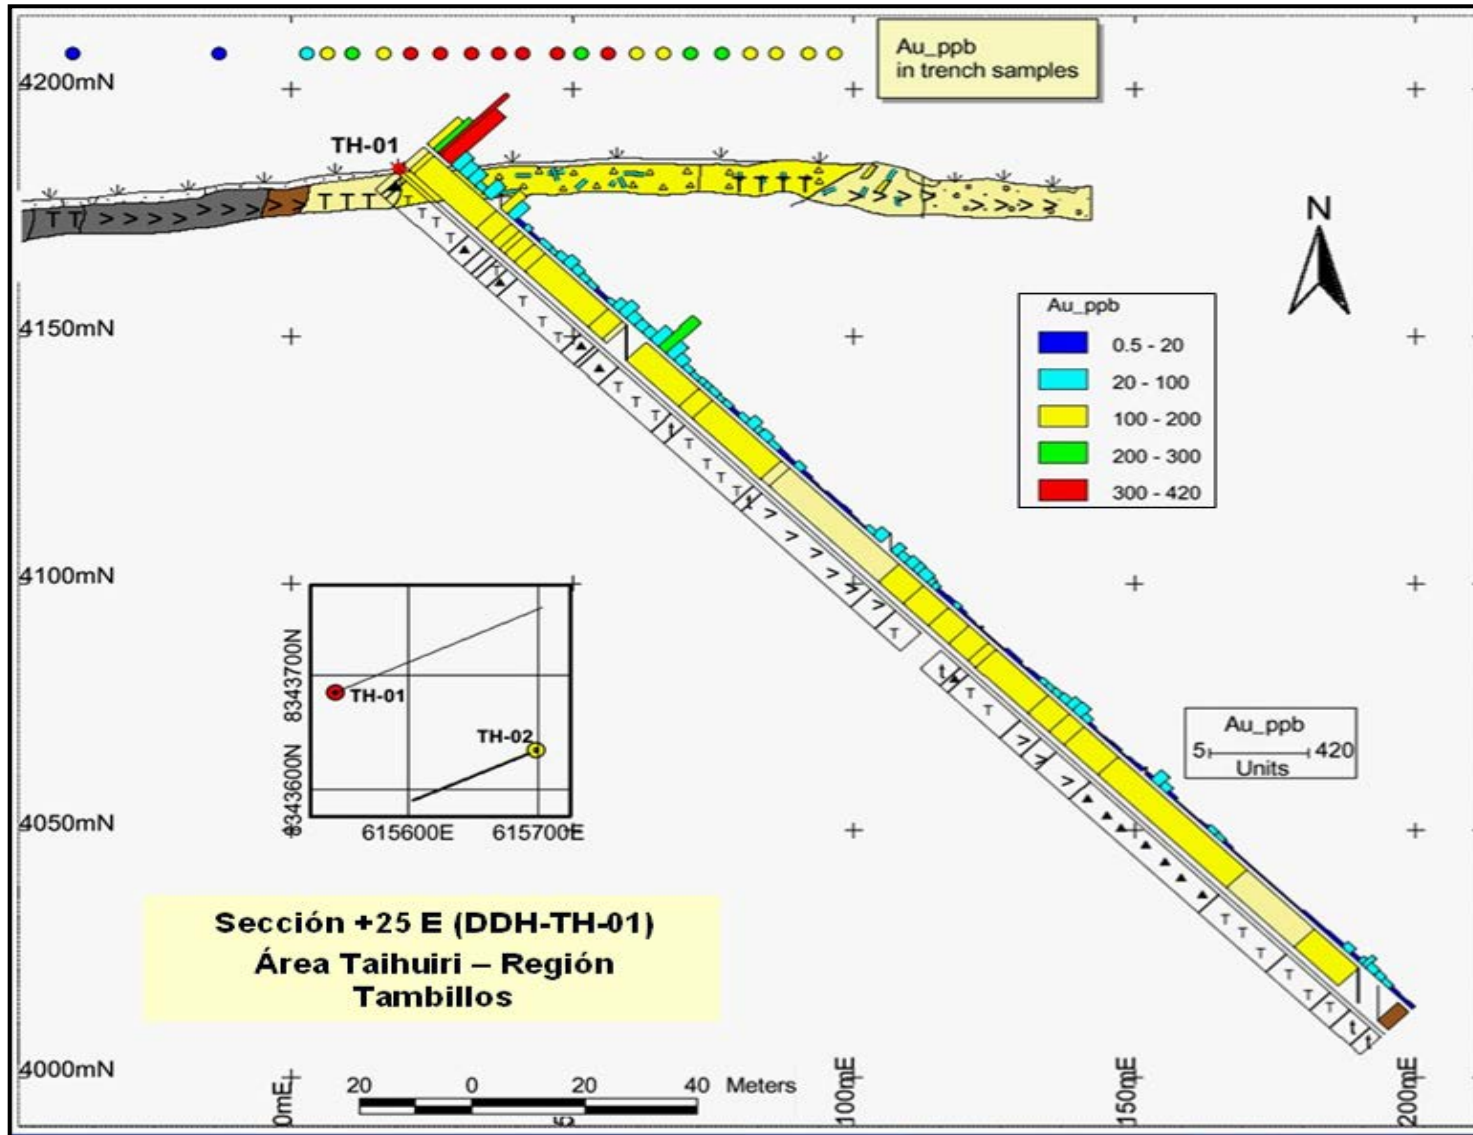 Au_ppb
in trench samples
4200mN
TH-01
N
4150mN
Au_ppb
0.5 - 20
20 - 100
100 - 200
200 - 300
300 - 420
4100mN
8343700N
8343600N
TH-01
TH-02
615600E
615700E
Au_ppb
5 420
Units
4050mN
Sección +25 E (DDH-TH-01)
Área Taihuiri – Región
Tambillos
4000mN
20 0 20 40 Meters
0mE
5
100mE
150mE
200mE